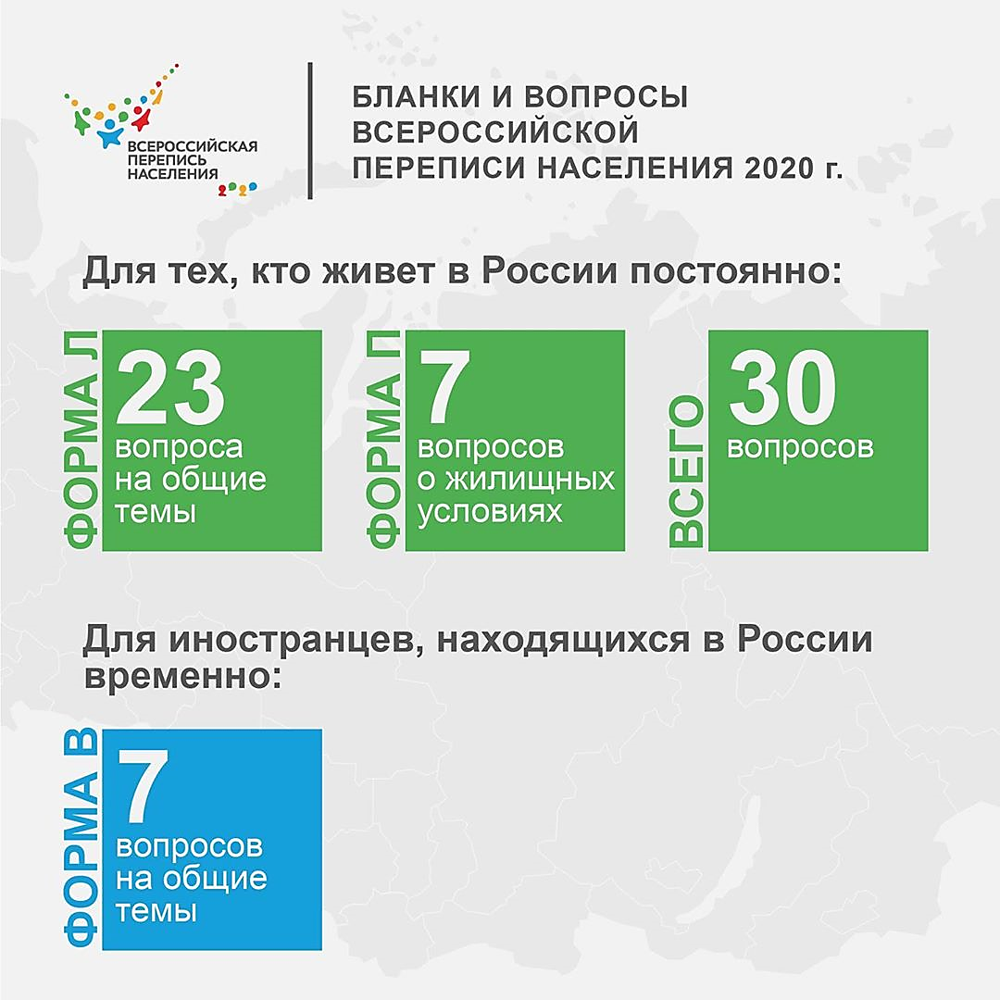 ВСЕРОССИЙСКАЯ
ПЕРЕПИСЬ
НАСЕЛЕНИЯ
2020
БЛАНКИ И ВОПРОСЫ
ВСЕРОССИЙСКОЙ
ПЕРЕПИСИ НАСЕЛЕНИЯ 2020 г.
Для тех, кто живет в России постоянно:
ФОРМА Л
23
вопроса
на общие
темы
ФОРМА П
7
вопросов
о жилищных
условиях
ВСЕГО
30
вопросов
Для иностранцев, находящихся в России
временно:
ФОРМА В
7
вопросов
на общие
темы